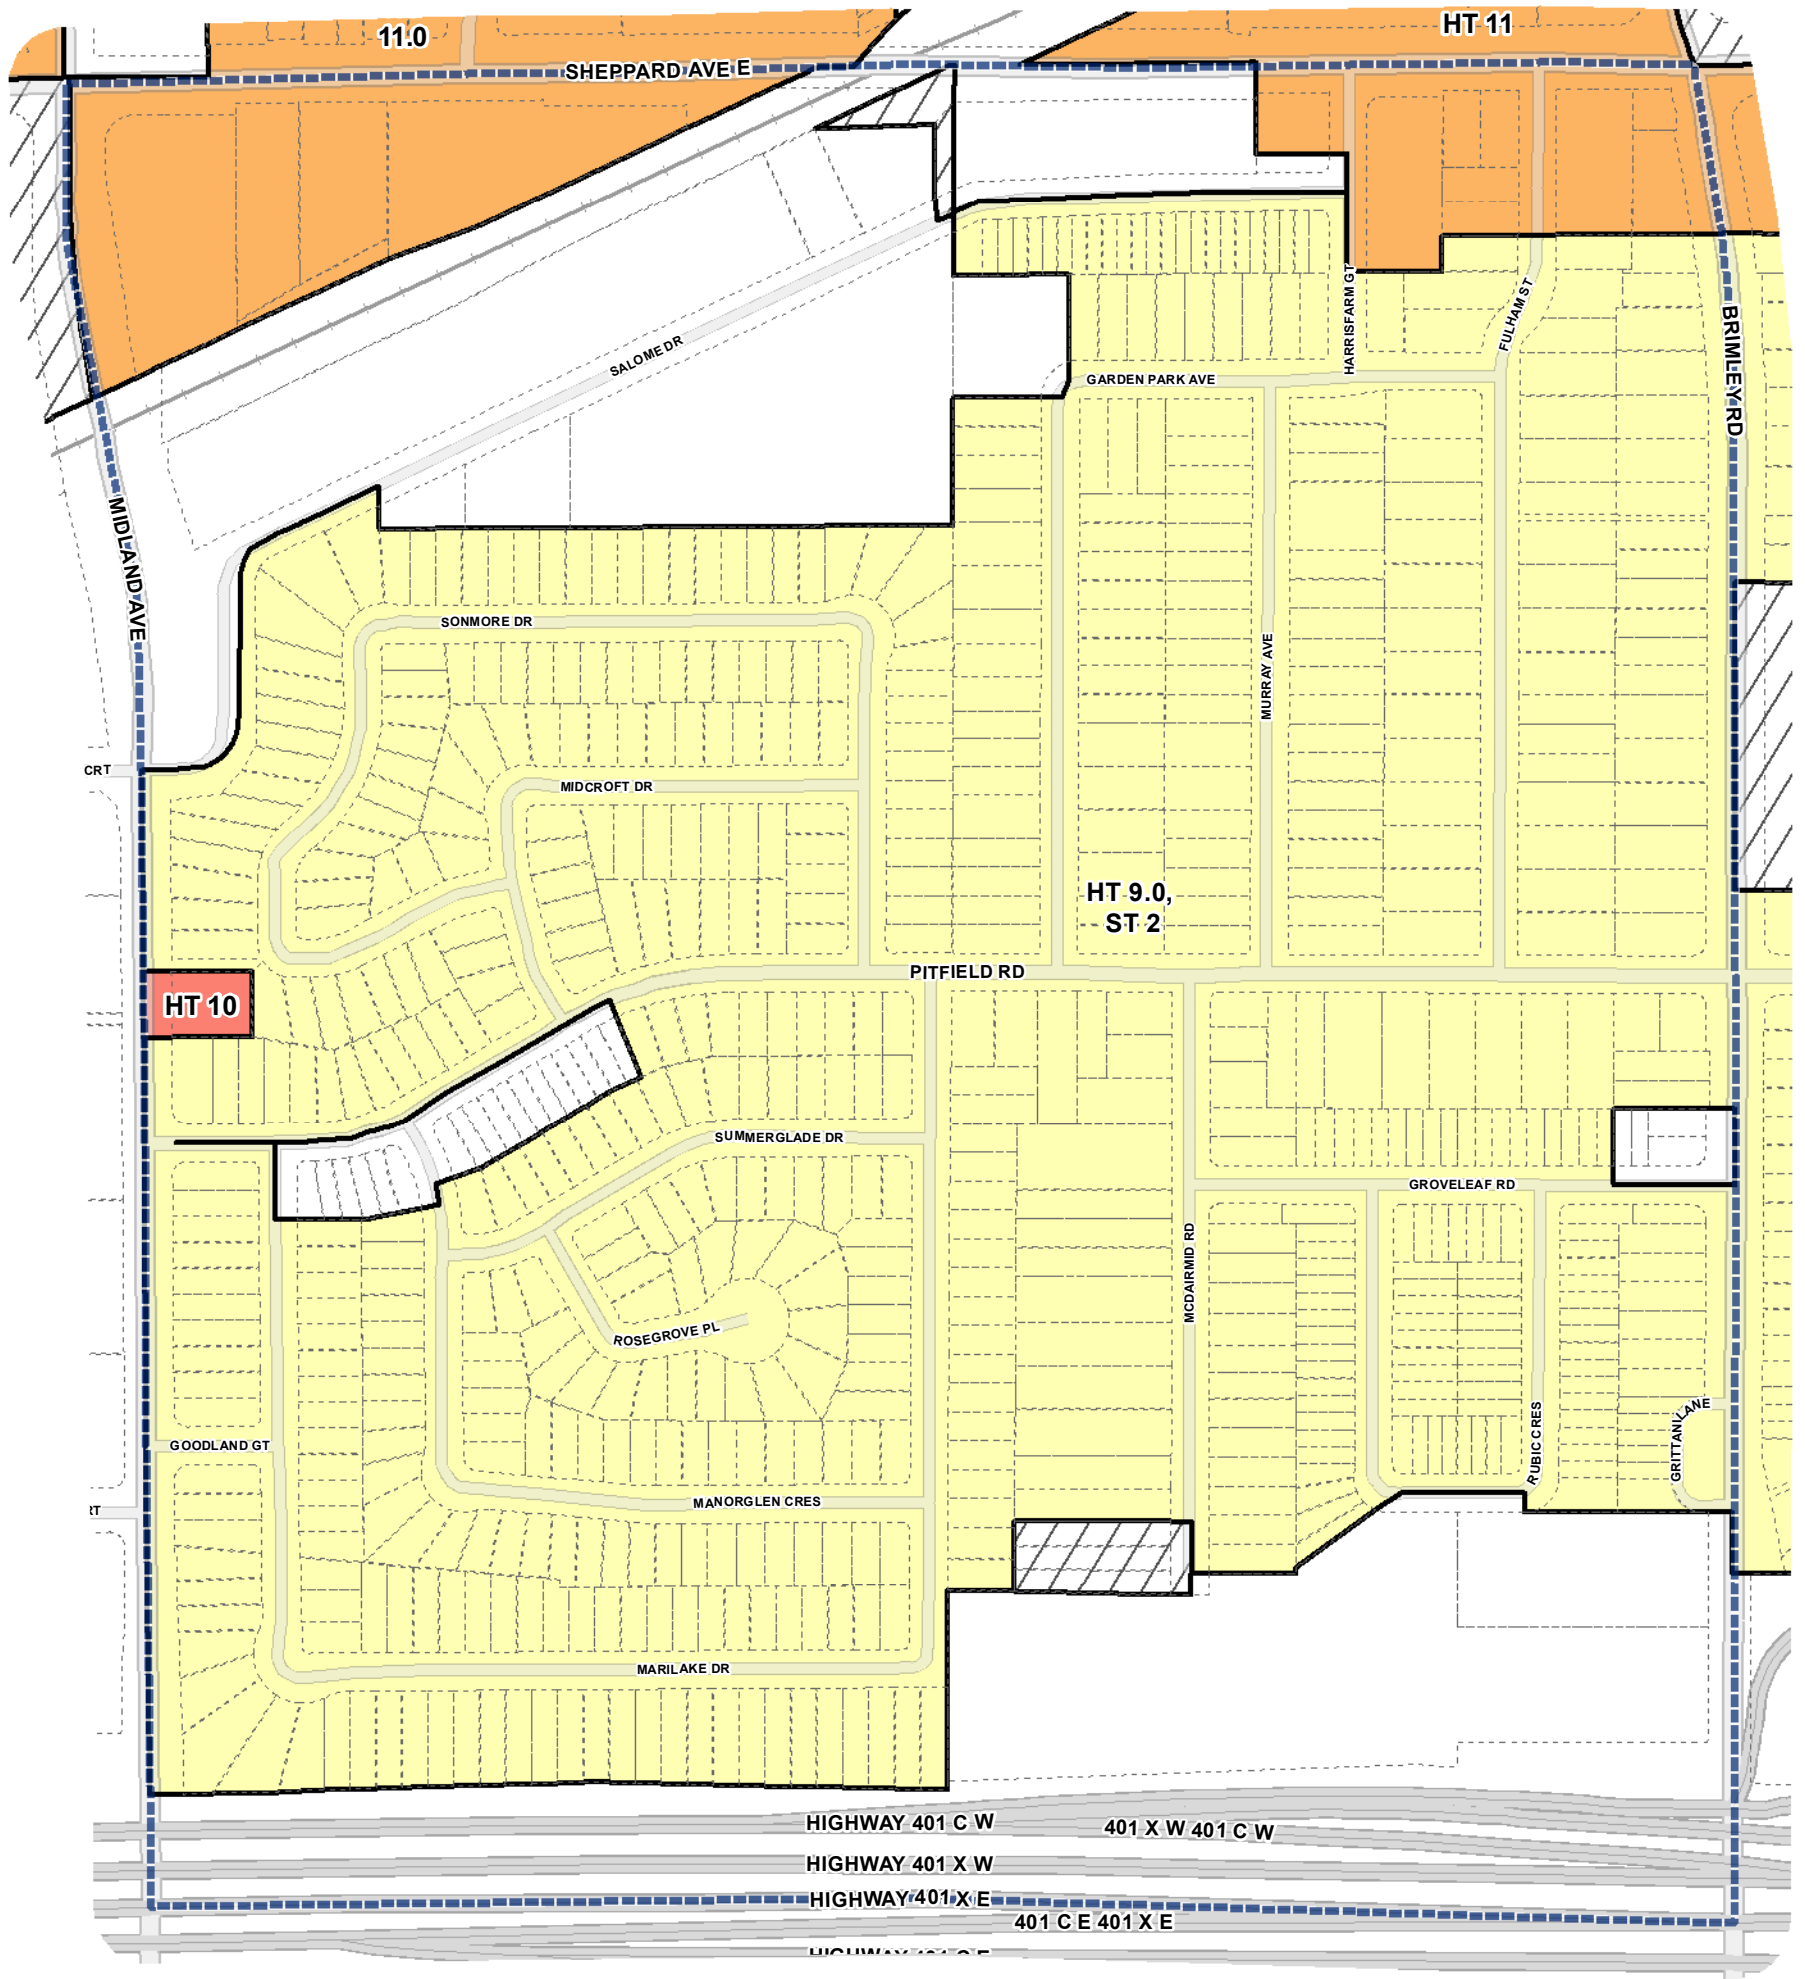 11.0
HT 11
SHEPPARD AVE E
HARRISFARM GT
FULHAM ST
BRIMLEY RD
SALOME DR
GARDEN PARK AVE
MIDLAND AVE
SONMORE DR
MURRAY AVE
CRT
MIDCROFT DR
HT 9.0,
ST 2
PITFIELD RD
HT 10
SUMMERGLADE DR
GROVELEAF RD
MCDAIRMID RD
ROSEGROVE PL
GRITTANI LANE
RUBIC CRES
GOODLAND GT
MANORGLEN CRES
MARILAKE DR
HIGHWAY 401 C W
401 X W 401 C W
HIGHWAY 401 X W
HIGHWAY 401 X E
401 C E 401 X E